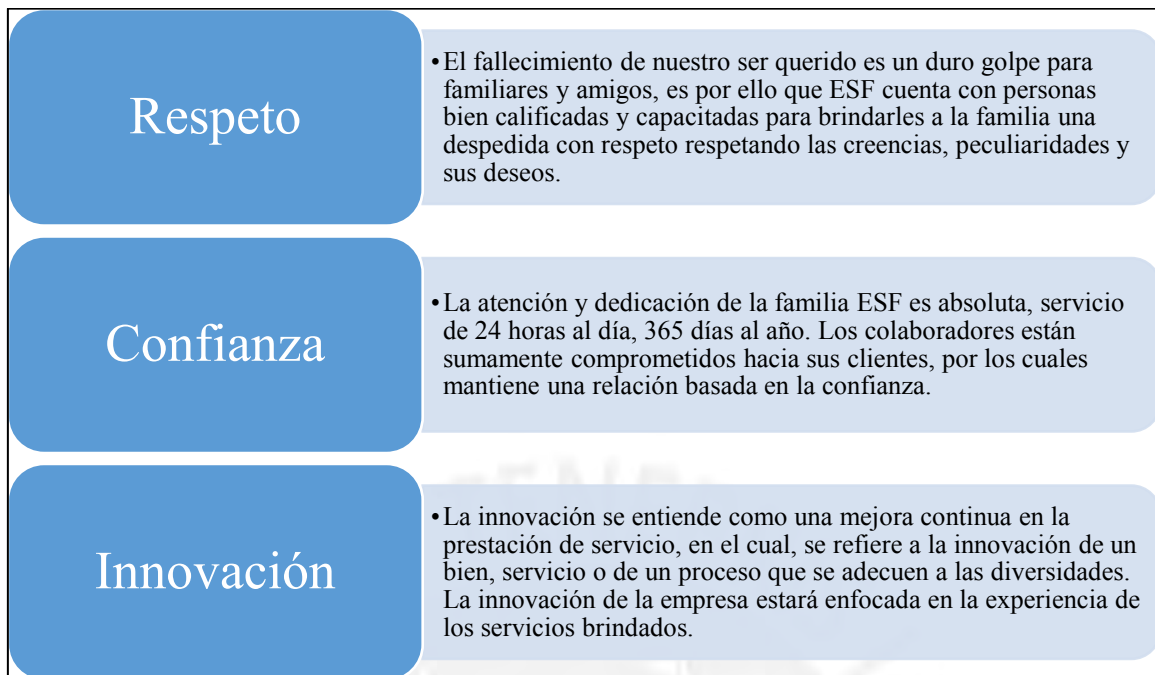 Respeto
•El fallecimiento de nuestro ser querido es un duro golpe para
familiares y amigos, es por ello que ESF cuenta con personas
bien calificadas y capacitadas para brindarles a la familia una
despedida con respeto respetando las creencias, peculiaridades y
sus deseos.
Confianza
•La atención y dedicación de la familia ESF es absoluta, servicio
de 24 horas al día, 365 días al año. Los colaboradores están
sumamente comprometidos hacia sus clientes, por los cuales
mantiene una relación basada en la confianza.
Innovación
•La innovación se entiende como una mejora continua en la
prestación de servicio, en el cual, se refiere a la innovación de un
bien, servicio o de un proceso que se adecuen a las diversidades.
La innovación de la empresa estará enfocada en la experiencia de
los servicios brindados.